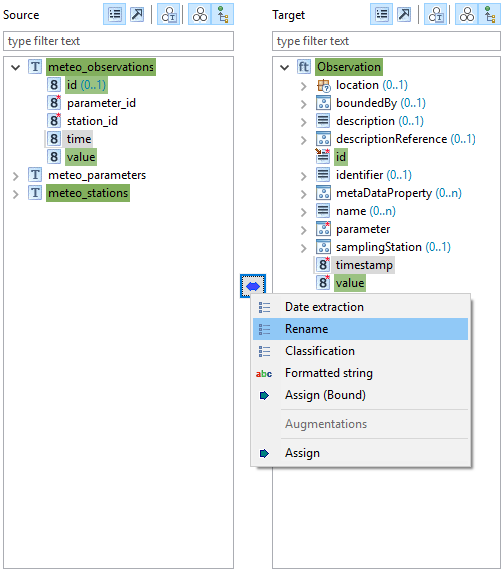 Source
type filter text
meteo_observations
id (0..1)
parameter_id
station_id
time
value
meteo_parameters
meteo_stations
Target
type filter text
Observation
location (0..1)
boundedBy (0..1)
description (0..1)
descriptionReference (0..1)
id
identifier (0..1)
metaDataProperty (0..n)
name (0..n)
parameter
samplingStation (0..1)
timestamp
value
Date extraction
Rename
Classification
abc Formatted string
Assign (Bound)
Augmentations
Assign